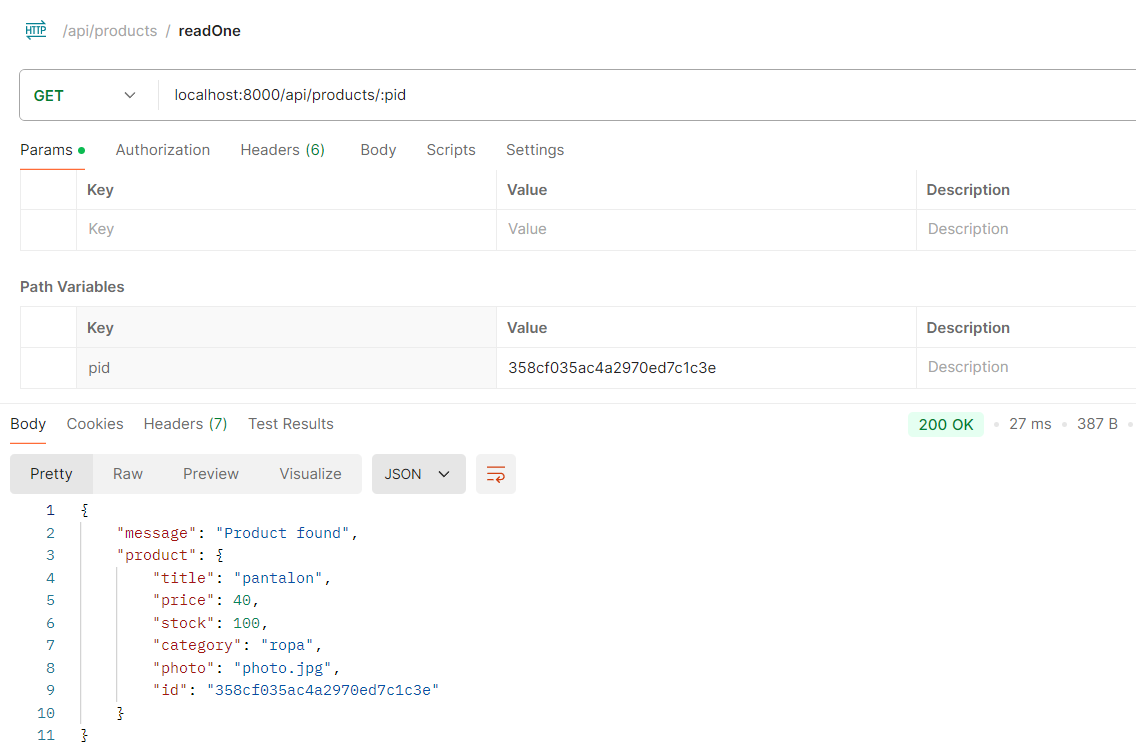 HTTP /api/products / readOne
GET localhost:8000/api/products/:pid
Params Authorization Headers (6) Body Scripts Settings
Key Value Description
Key Value Description
Path Variables
Key Value Description
pid 358cf035ac4a2970ed7c1c3e Description
Body Cookies Headers (7) Test Results 200 OK 27 ms 387 B
Pretty Raw Preview Visualize JSON
1 {
2 "message": "Product found",
3 "product": {
4 "title": "pantalon",
5 "price": 40,
6 "stock": 100,
7 "category": "ropa",
8 "photo": "photo.jpg",
9 "id": "358cf035ac4a2970ed7c1c3e"
10 }
11 }